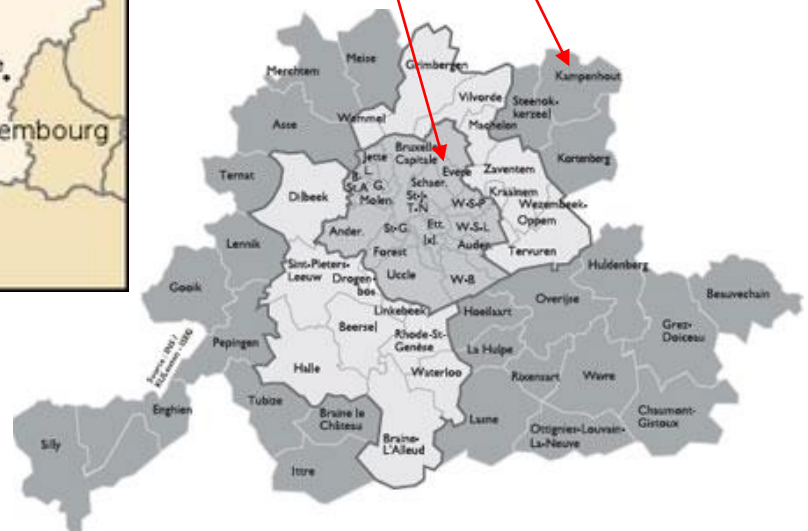 embourg
Merchtem
Meise
Grimbergen
Kampenhout
Vilvorde
Steenok-
kerzeel
Wemmel
Asse
Machelen
Bruxelles
Capitale
Jette
Kortenberg
Evere
Zaventem
Ternat
L.
B.
St.A
G.
Schaer.
Kraainem
Dilbeek
Molen.
St-J-
T-N
W-S-P
Wezembeek-
Oppem
Ander.
St-G.
Ett.
Ixl.
W-S-L
Auder.
Lennik
Forest
Tervuren
Sint-Pieters-
Leeuw
Drogen-
bos
Uccle
W-B
Huldenberg
Gooik
Beauvechain
Linkebeek
Hoeilaart
Overijse
Beersel
Rhode-St-
Genèse
Grez-
Doiceau
Pepingen
La Hulpe
Halle
Waterloo
Rixensart
Wavre
Tubize
Enghien
Braine le
Château
Lasne
Chaumont-
Gistoux
Silly
Braine-
L'Alleud
Ottignies-Louvain-
La-Neuve
Ittre